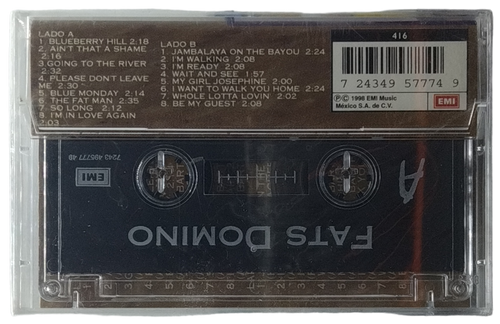 LADO A
1. BLUEBERRY HILL 2:18
2. AIN'T THAT A SHAME
2:16
3. GOING TO THE RIVER
2:32
4. PLEASE DON'T LEAVE
ME 2:30
5. BLUE MONDAY 2:14
6. THE FAT MAN 2:35
7. SO LONG 2:12
8. I'M IN LOVE AGAIN
2:03
LADO B
1. JAMBALAYA ON THE BAYOU 2:24
2. I'M WALKING 2:08
3. I'M READY 2:08
4. WAIT AND SEE 1 57
5. MY GIRL JOSEPHINE 2:00
6. I WANT TO WALK YOU HOME 2:24
7. WHOLE LOTTA LOVIN 2:02
8. BE MY GUEST 2:08
416
7 24349 57774 9
℗© 1998 EMI Music
México S.A. de C.V.
EMI
7243 495777 49
EMI
A
FATS DOMINO